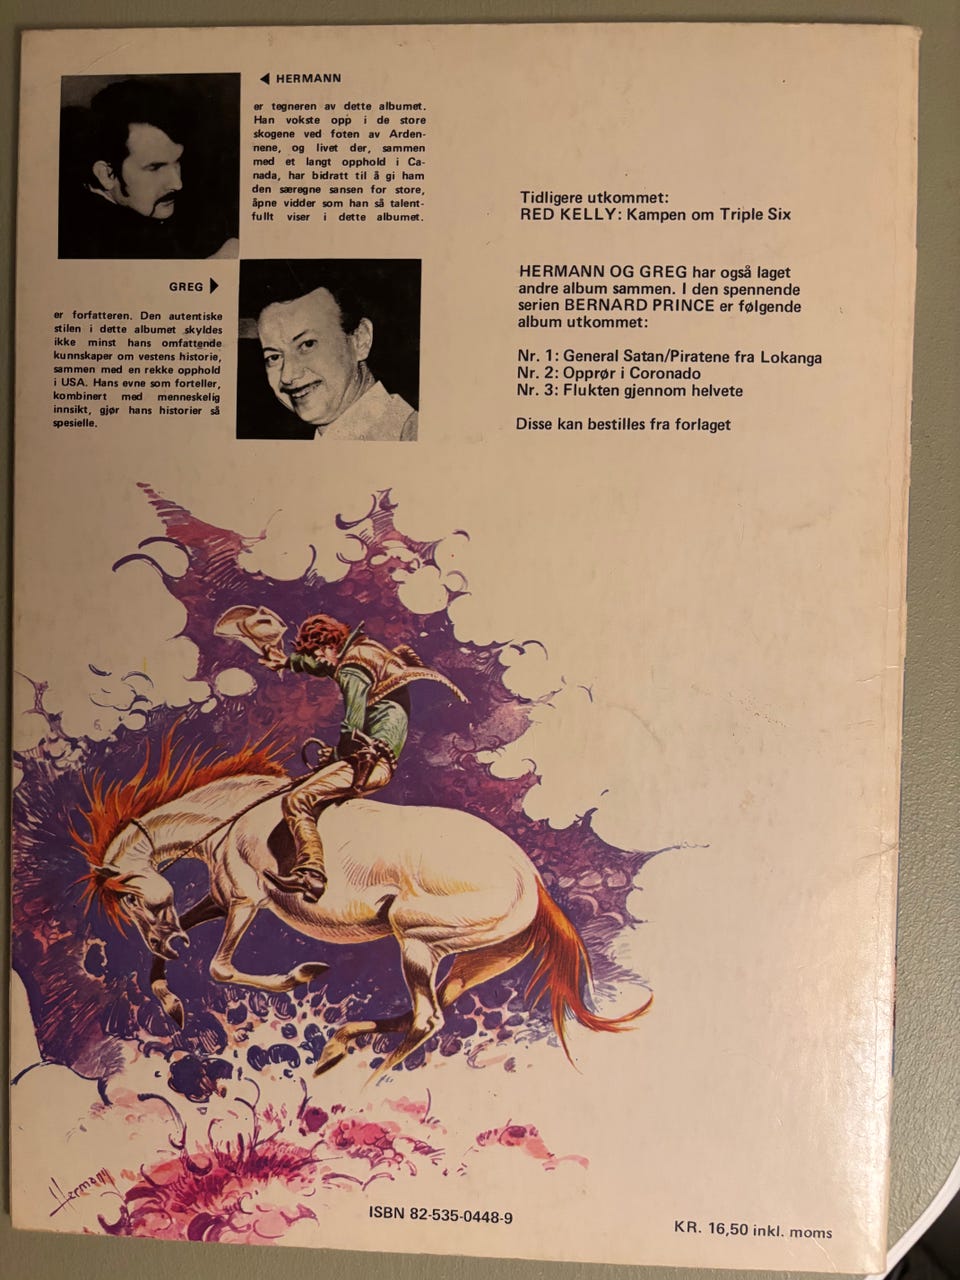 ◀ HERMANN
er tegneren av dette albumet.
Han vokste opp i de store
skogene ved foten av Arden-
nene, og livet der, sammen
med et langt opphold i Ca-
nada, har bidratt til å gi ham
den særegne sansen for store,
åpne vidder som han så talent-
fullt viser i dette albumet.
GREG ▶
er forfatteren. Den autentiske
stilen i dette albumet skyldes
ikke minst hans omfattende
kunnskaper om vestens historie,
sammen med en rekke opphold
i USA. Hans evne som forteller,
kombinert med menneskelig
innsikt, gjør hans historier så
spesielle.
Tidligere utkommet:
RED KELLY: Kampen om Triple Six
HERMANN OG GREG har også laget
andre album sammen. I den spennende
serien BERNARD PRINCE er følgende
album utkommet:
Nr. 1: General Satan/Piratene fra Lokanga
Nr. 2: Opprør i Coronado
Nr. 3: Flukten gjennom helvete
Disse kan bestilles fra forlaget
Hermann
ISBN 82-535-0448-9
KR. 16,50 inkl. moms